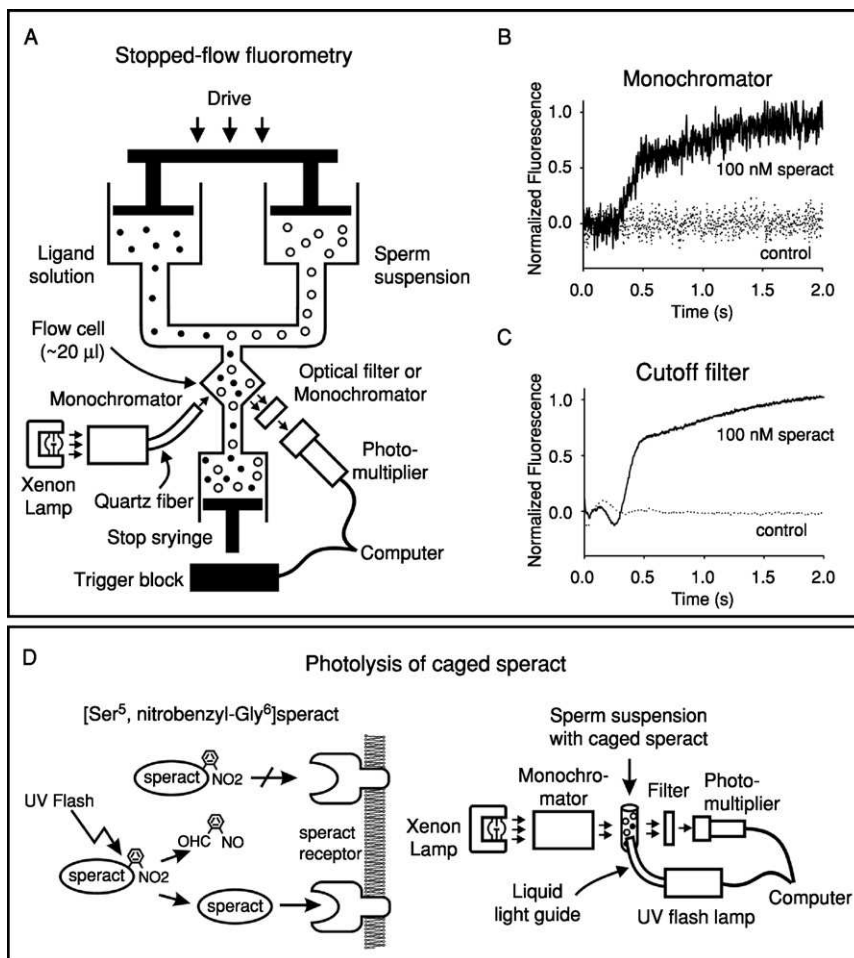 A
Stopped-flow fluorometry
Drive
Ligand
solution
Sperm
suspension
Flow cell
(~20 µl)
Optical filter or
Monochromator
Monochromator
Xenon
Lamp
Quartz fiber
Photo-
multiplier
Stop sryinge
Computer
Trigger block
B
Monochromator
Normalized Fluorescence
1.0
0.5
0.0
100 nM speract
control
0.0 0.5 1.0 1.5 2.0
Time (s)
C
Cutoff filter
Normalized Fluorescence
1.0
0.5
0.0
100 nM speract
control
0.0 0.5 1.0 1.5 2.0
Time (s)
D
Photolysis of caged speract
[Ser⁵, nitrobenzyl-Gly⁶]speract
speract
NO2
UV Flash
OHC NO
speract
NO2
speract
speract
receptor
Sperm suspension
with caged speract
Monochro-
mator
Filter
Photo-
multiplier
Xenon
Lamp
Liquid
light guide
UV flash lamp
Computer